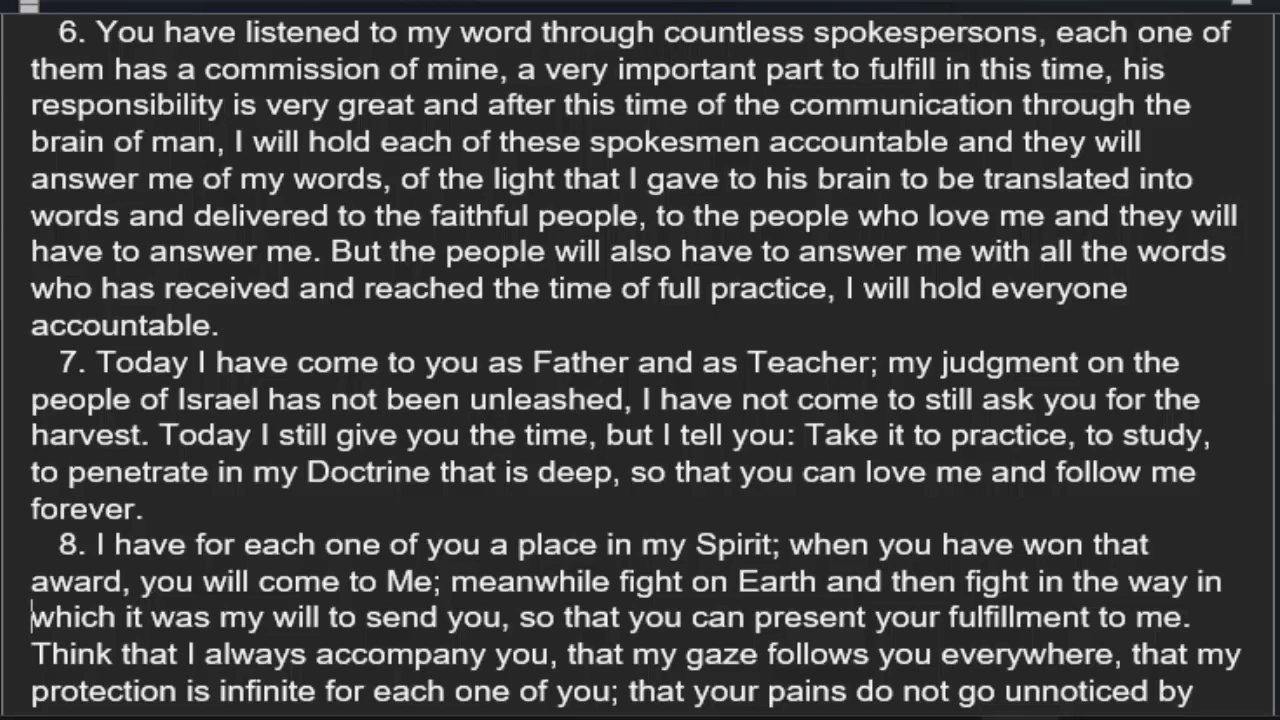 6. You have listened to my word through countless spokespersons, each one of
them has a commission of mine, a very important part to fulfill in this time, his
responsibility is very great and after this time of the communication through the
brain of man, I will hold each of these spokesmen accountable and they will
answer me of my words, of the light that I gave to his brain to be translated into
words and delivered to the faithful people, to the people who love me and they will
have to answer me. But the people will also have to answer me with all the words
who has received and reached the time of full practice, I will hold everyone
accountable.
7. Today I have come to you as Father and as Teacher; my judgment on the
people of Israel has not been unleashed, I have not come to still ask you for the
harvest. Today I still give you the time, but I tell you: Take it to practice, to study,
to penetrate in my Doctrine that is deep, so that you can love me and follow me
forever.
8. I have for each one of you a place in my Spirit; when you have won that
award, you will come to Me; meanwhile fight on Earth and then fight in the way in
which it was my will to send you, so that you can present your fulfillment to me.
Think that I always accompany you, that my gaze follows you everywhere, that my
protection is infinite for each one of you; that your pains do not go unnoticed by